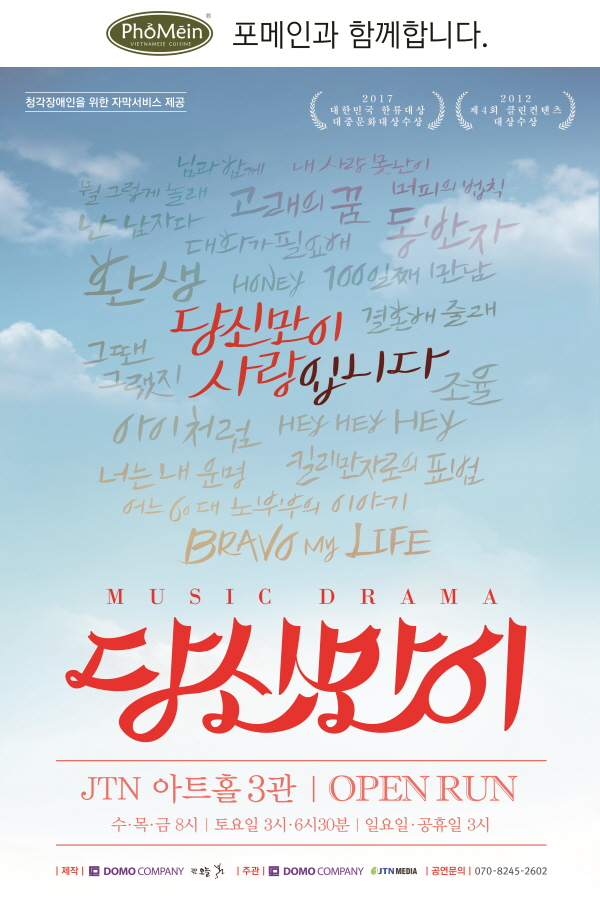 PhỏMein
VIETNAMESE CUISINE
포메인과 함께합니다.
청각장애인을 위한 자막서비스 제공
2017
대한민국 한류대상
대중문화대상수상
2012
제4회 클린컨텐츠
대상수상
님과 함께 내 사랑 못난이
뭘 그렇게 놀래 고래의 꿈 머피의 법칙
난 남자다 대화가 필요해 동반자
환생 HONEY 100일째 만남
당신만이 결혼해 줄래
그땐 그랬지 사랑입니다 조율
아이처럼 HEY HEY HEY
너는 내 운명 킬리만자로의 표범
어느 60대 노부부의 이야기
BRAVO MY LIFE
MUSIC DRAMA
당신만이
JTN 아트홀 3관 | OPEN RUN
수·목·금 8시 | 토요일 3시·6시30분 | 일요일·공휴일 3시
| 제작 | DOMO COMPANY | 주관 | DOMO COMPANY JTN MEDIA | 공연문의 | 070-8245-2602